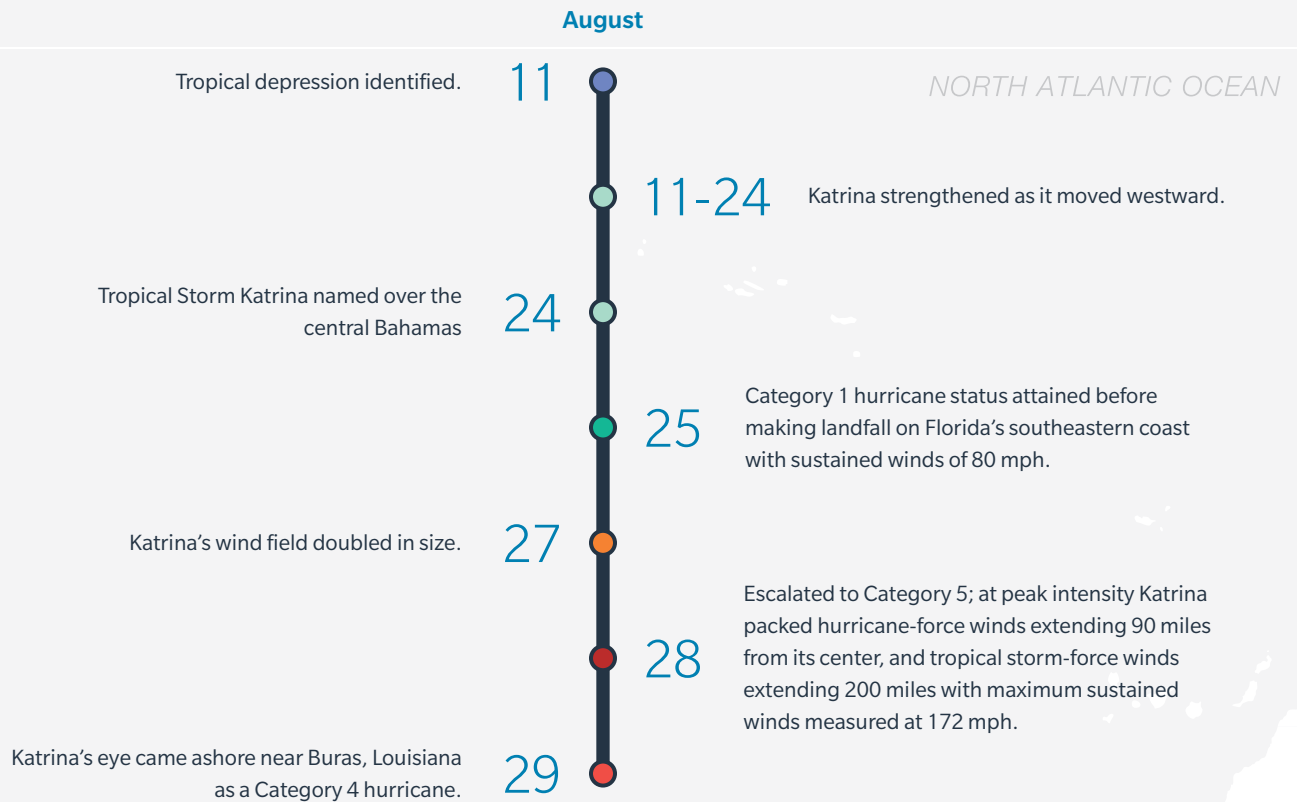 August
NORTH ATLANTIC OCEAN
Tropical depression identified.
11
11-24
Katrina strengthened as it moved westward.
Tropical Storm Katrina named over the
central Bahamas
24
25
Category 1 hurricane status attained before
making landfall on Florida’s southeastern coast
with sustained winds of 80 mph.
Katrina’s wind field doubled in size.
27
28
Escalated to Category 5; at peak intensity Katrina
packed hurricane-force winds extending 90 miles
from its center, and tropical storm-force winds
extending 200 miles with maximum sustained
winds measured at 172 mph.
Katrina’s eye came ashore near Buras, Louisiana
as a Category 4 hurricane.
29